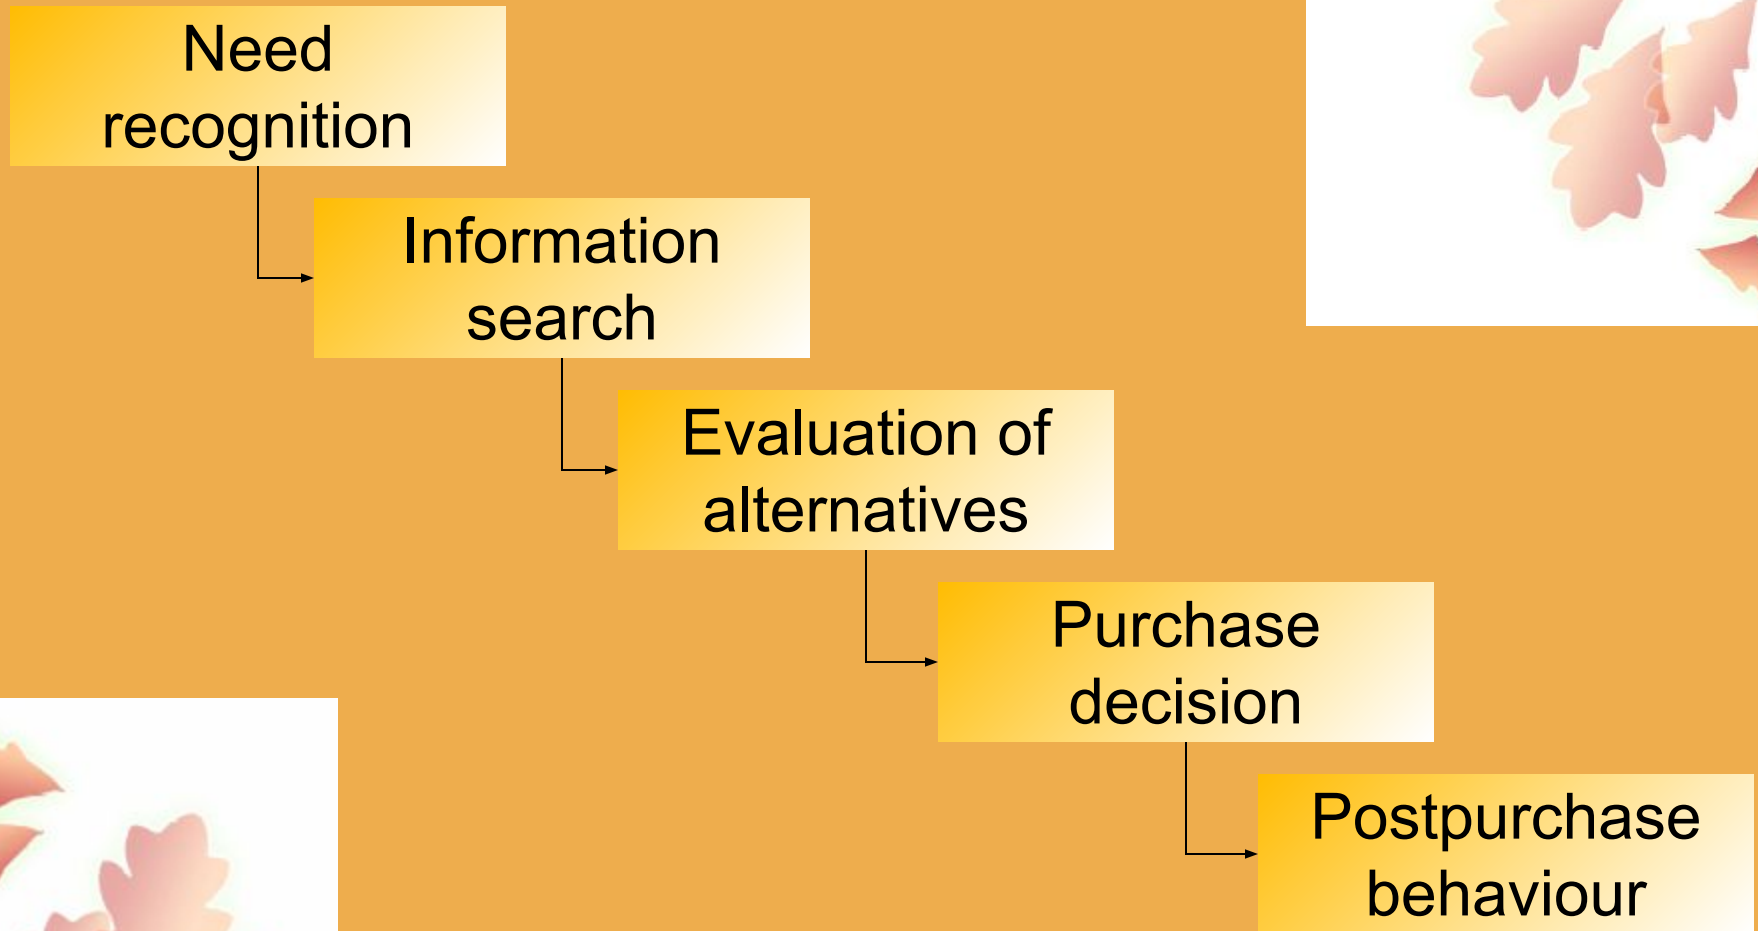 Need
recognition
Information
search
Evaluation of
alternatives
Purchase
decision
Postpurchase
behaviour